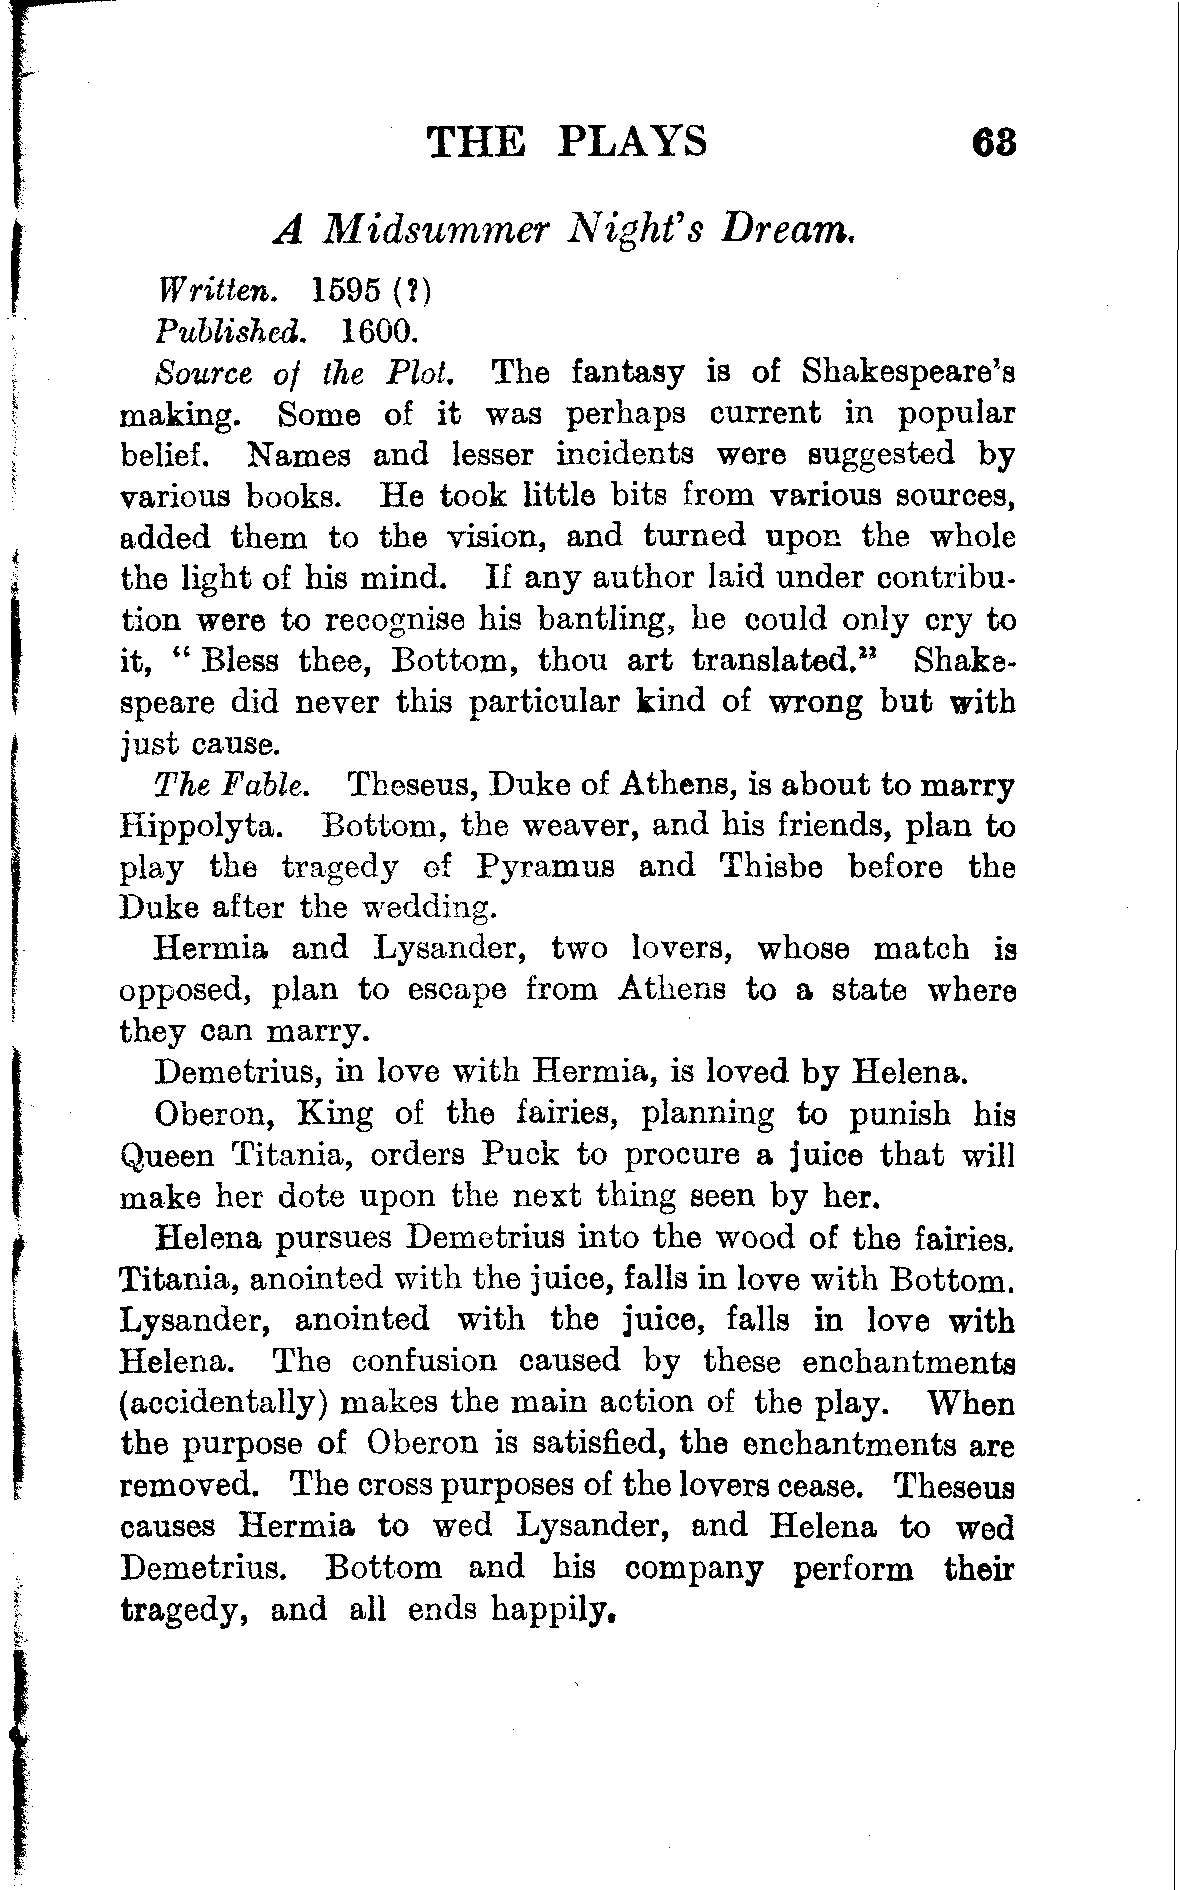 THE PLAYS 63
A Midsummer Night's Dream.
Written. 1595 (?)
Published. 1600.
Source of the Plot. The fantasy is of Shakespeare's
making. Some of it was perhaps current in popular
belief. Names and lesser incidents were suggested by
various books. He took little bits from various sources,
added them to the vision, and turned upon the whole
the light of his mind. If any author laid under contribu-
tion were to recognise his bantling, he could only cry to
it, “ Bless thee, Bottom, thou art translated.” Shake-
speare did never this particular kind of wrong but with
just cause.
The Fable. Theseus, Duke of Athens, is about to marry
Hippolyta. Bottom, the weaver, and his friends, plan to
play the tragedy of Pyramus and Thisbe before the
Duke after the wedding.
Hermia and Lysander, two lovers, whose match is
opposed, plan to escape from Athens to a state where
they can marry.
Demetrius, in love with Hermia, is loved by Helena.
Oberon, King of the fairies, planning to punish his
Queen Titania, orders Puck to procure a juice that will
make her dote upon the next thing seen by her.
Helena pursues Demetrius into the wood of the fairies.
Titania, anointed with the juice, falls in love with Bottom.
Lysander, anointed with the juice, falls in love with
Helena. The confusion caused by these enchantments
(accidentally) makes the main action of the play. When
the purpose of Oberon is satisfied, the enchantments are
removed. The cross purposes of the lovers cease. Theseus
causes Hermia to wed Lysander, and Helena to wed
Demetrius. Bottom and his company perform their
tragedy, and all ends happily.